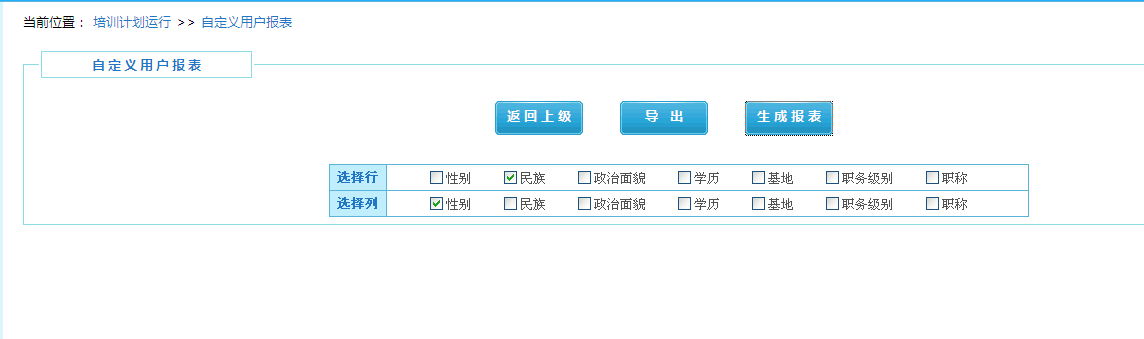 当前位置： 培训计划运行 >> 自定义用户报表
自定义用户报表
返回上级 导 出 生成报表
选择行 性别 民族 政治面貌 学历 基地 职务级别 职称
选择列 性别 民族 政治面貌 学历 基地 职务级别 职称